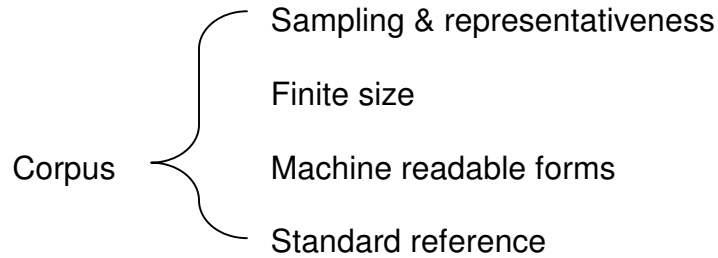 Sampling & representativeness
Finite size
Corpus
Machine readable forms
Standard reference